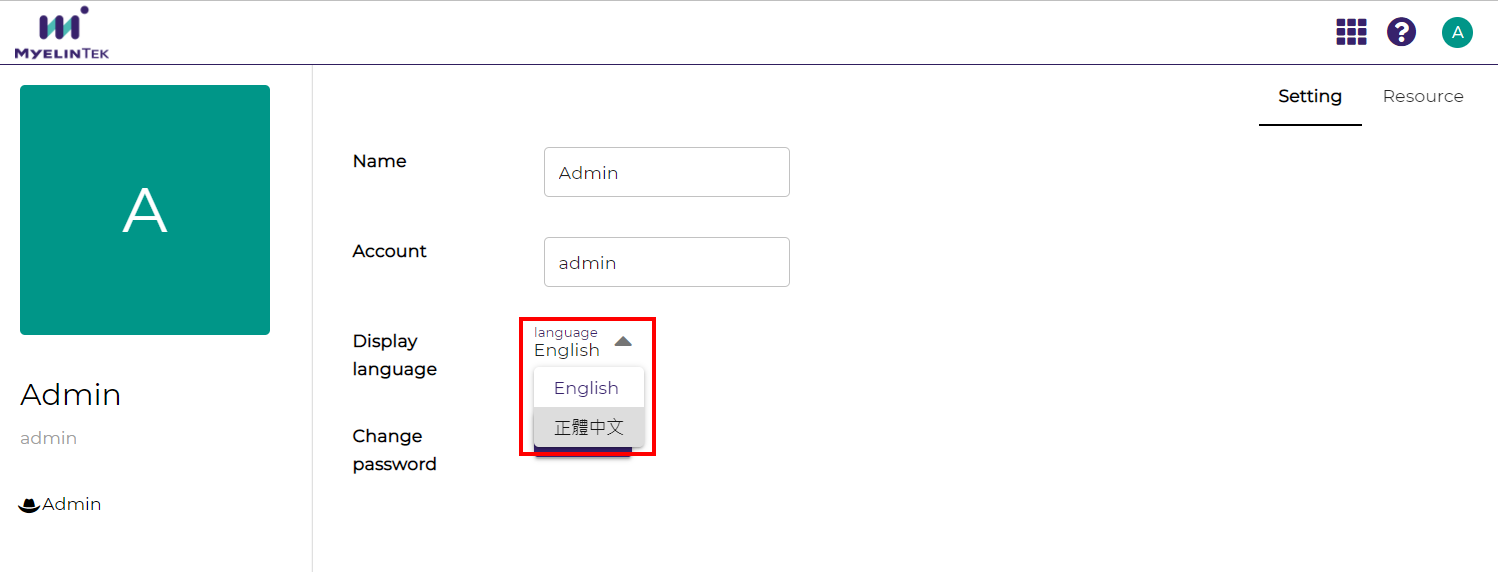 MYELINTEK
A
Setting
Resource
A
Admin
admin
Admin
Name
Admin
Account
admin
Display
language
language
English
English
正體中文
Change
password